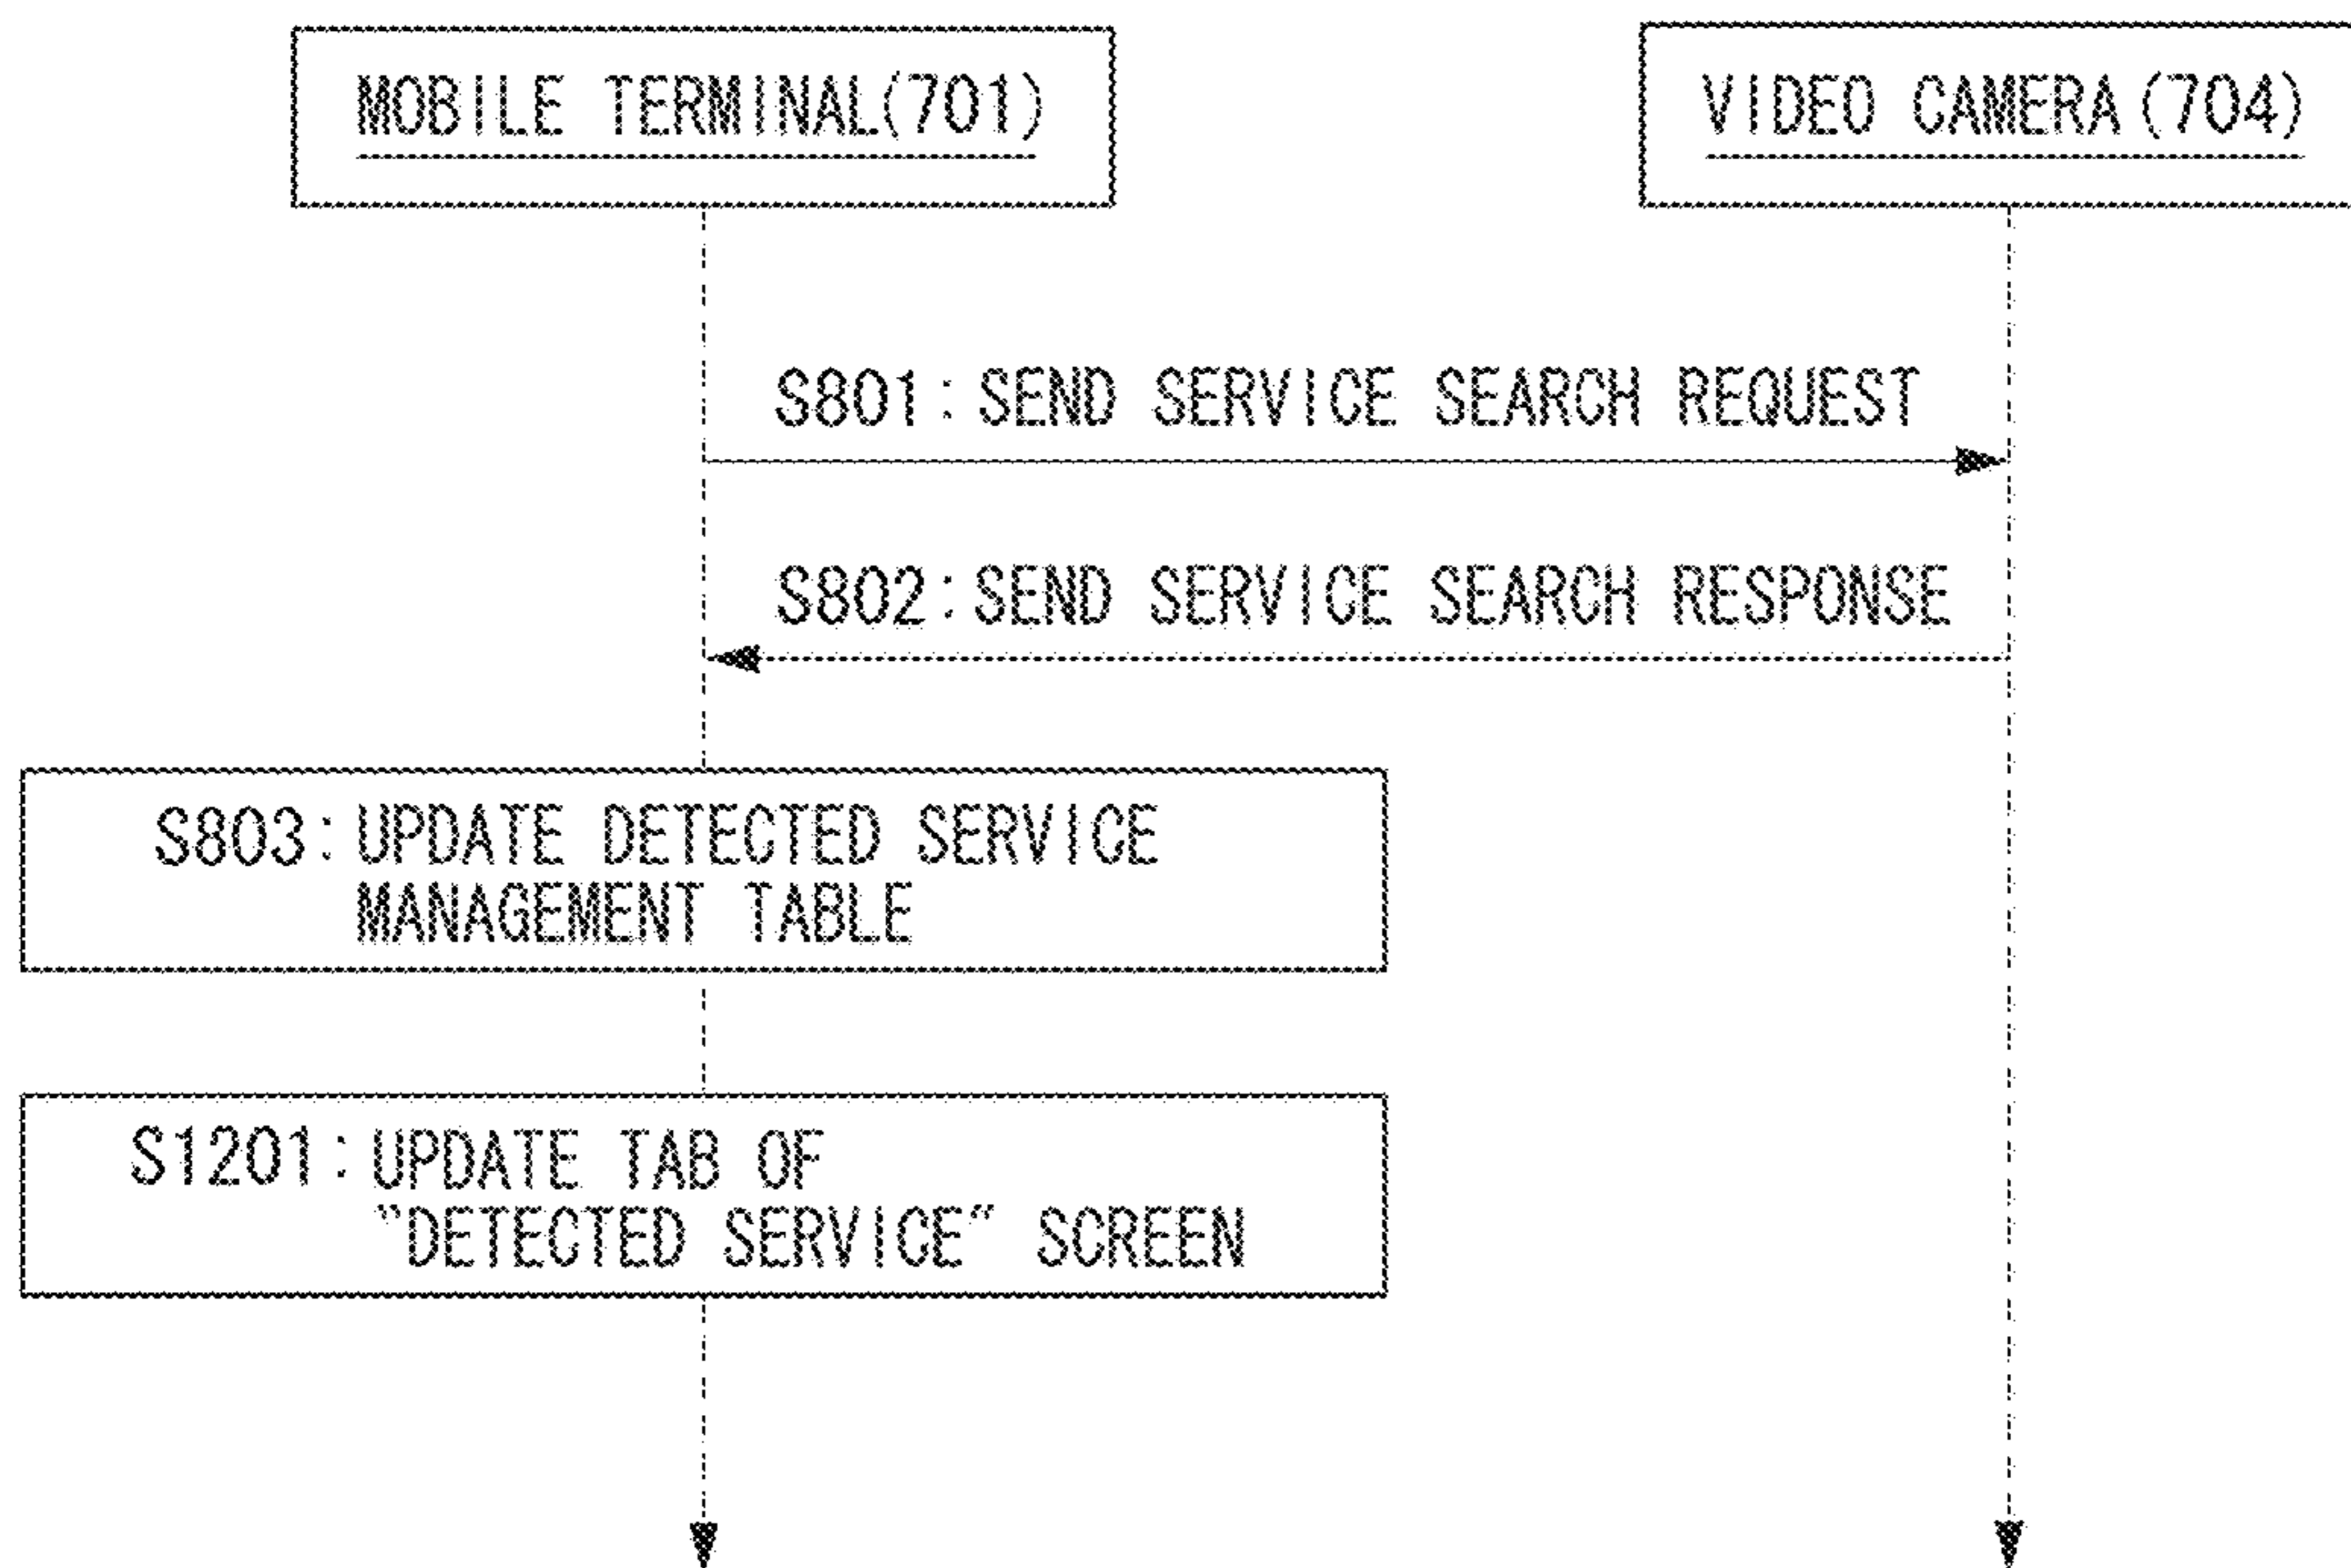 MOBILE TERMINAL(701)
VIDEO CAMERA(704)
S801:SEND SERVICE SEARCH REQUEST
S802:SEND SERVICE SEARCH RESPONSE
S803:UPDATE DETECTED SERVICE
MANAGEMENT TABLE
S1201:UPDATE TAB OF
"DETECTED SERVICE" SCREEN